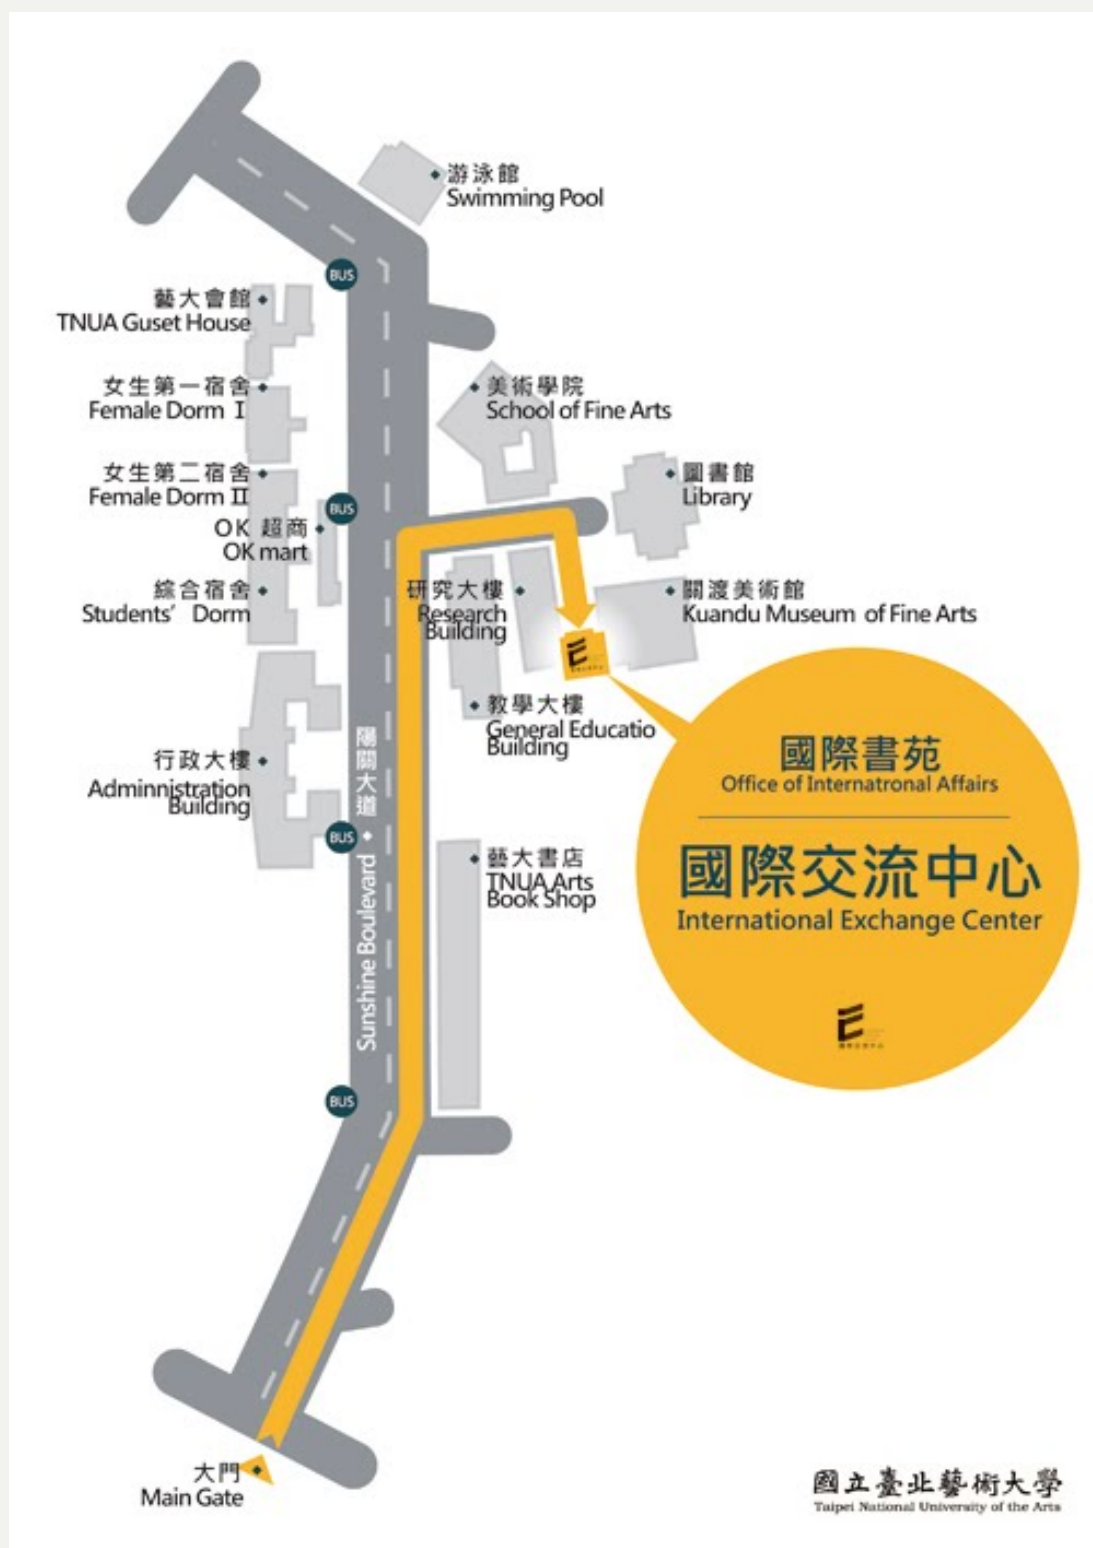 游泳館
Swimming Pool
BUS
藝大會館
TNUA Guset House
女生第一宿舍
Female Dorm I
美術學院
School of Fine Arts
女生第二宿舍
Female Dorm II
圖書館
Library
BUS
OK 超商
OK mart
綜合宿舍
Students' Dorm
研究大樓
Research
Building
關渡美術館
Kuandu Museum of Fine Arts
教學大樓
General Educatio
Building
行政大樓
Adminnistration
Building
陽關大道
Sunshine Boulevard
BUS
藝大書店
TNUA Arts
Book Shop
國際書苑
Office of Internatronal Affairs
國際交流中心
International Exchange Center
BUS
大門
Main Gate
國立臺北藝術大學
Taipei National University of the Arts